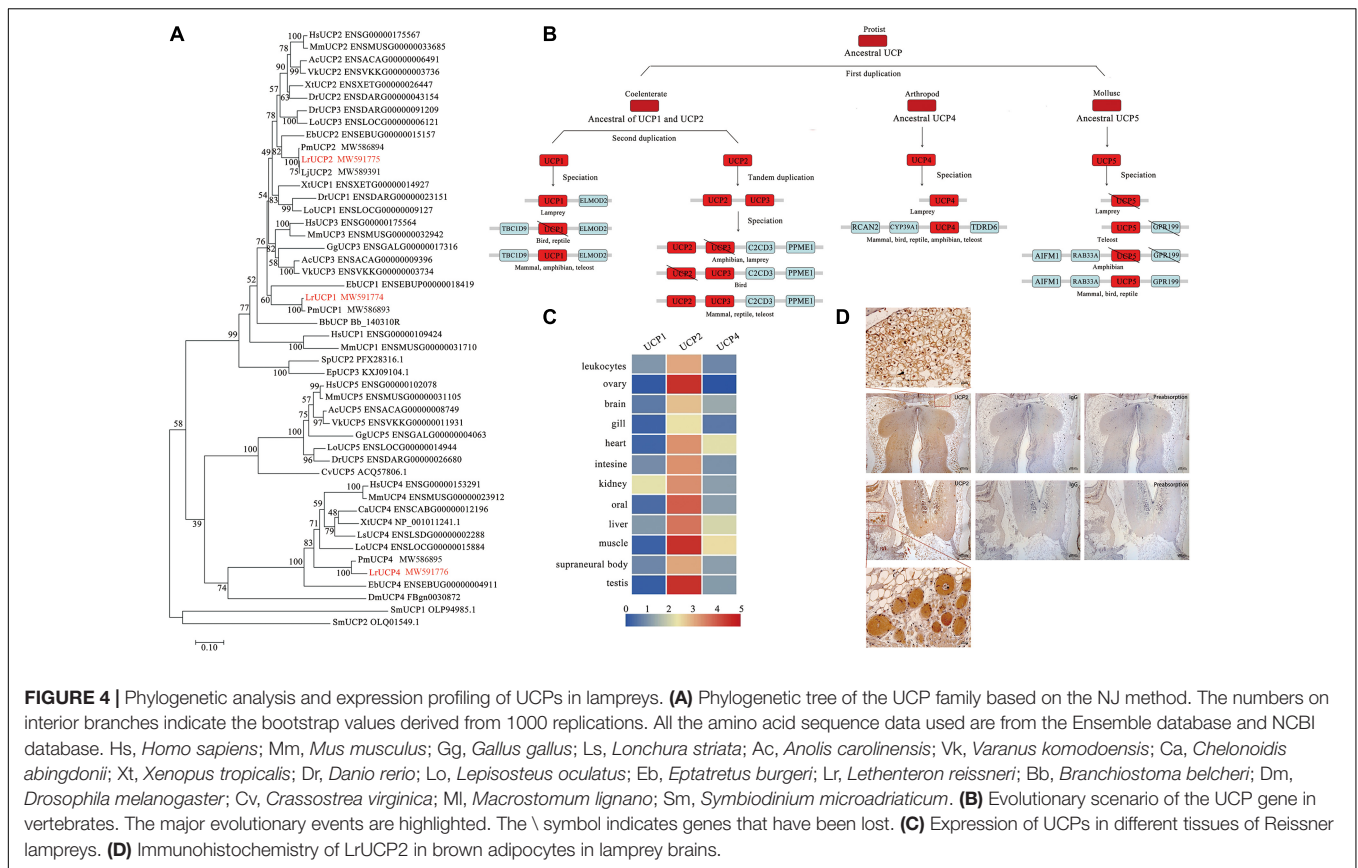 A
100
HsUCP2 ENSG00000175567
78
MmUCP2 ENSMUSG00000033685
90
AcUCP2 ENSACAG00000006491
99
VkUCP2 ENSVKKG00000003736
57
XtUCP2 ENSXETG00000026447
63
DrUCP2 ENSDARG00000043154
78
DrUCP3 ENSDARG00000091209
100
LoUCP3 ENSLOCG00000006121
EbUCP2 ENSEBUG00000015157
82
PmUCP2 MW586894
49
100
LrUCP2 MW591775
75
LjUCP2 MW589391
XtUCP1 ENSXETG00000014927
54
DrUCP1 ENSDARG00000023151
83
99
LoUCP1 ENSLOCG00000009127
100
HsUCP3 ENSG00000175564
76
MmUCP3 ENSMUSG00000032942
58
GgUCP3 ENSGALG00000017316
82
AcUCP3 ENSACAG00000009396
100
VkUCP3 ENSVKKG00000003734
52
EbUCP1 ENSEBUP00000018419
60
LrUCP1 MW591774
77
100
PmUCP1 MW586893
BbUCP Bb_140310R
99
HsUCP1 ENSG00000109424
100
MmUCP1 ENSMUSG00000031710
SpUCP2 PFX28316.1
100
EpUCP3 KXJ09104.1
99
HsUCP5 ENSG00000102078
57
MmUCP5 ENSMUSG00000031105
75
AcUCP5 ENSACAG00000008749
97
VkUCP5 ENSVKKG00000011931
100
GgUCP5 ENSGALG00000004063
58
LoUCP5 ENSLOCG00000014944
100
96
DrUCP5 ENSDARG00000026680
CvUCP5 ACQ57806.1
100
HsUCP4 ENSG00000153291
59
MmUCP4 ENSMUSG00000023912
48
CaUCP4 ENSCABG00000012196
71
79
XtUCP4 NP_001011241.1
LsUCP4 ENSLSDG00000002288
39
83
LoUCP4 ENSLOCG00000015884
PmUCP4 MW586895
100
100
LrUCP4 MW591776
74
EbUCP4 ENSEBUG00000004911
DmUCP4 FBgn0030872
SmUCP1 OLP94985.1
SmUCP2 OLQ01549.1
0.10
B
Protist
Ancestral UCP
First duplication
Coelenterate
Arthropod
Mollusc
Ancestral of UCP1 and UCP2
Ancestral UCP4
Ancestral UCP5
Second duplication
UCP1
UCP2
UCP4
UCP5
Speciation
Tandem duplication
Speciation
Speciation
UCP1 ELMOD2
Lamprey
TBC1D9 UCP1 ELMOD2
Bird, reptile
TBC1D9 UCP1 ELMOD2
Mammal, amphibian, teleost
UCP2 UCP3
Speciation
UCP2 UCP3 C2CD3 PPME1
Amphibian, lamprey
UCP2 UCP3 C2CD3 PPME1
Bird
UCP2 UCP3 C2CD3 PPME1
Mammal, reptile, teleost
UCP4
Lamprey
RCAN2 CYP39A1 UCP4 TDRD6
Mammal, bird, reptile, amphibian, teleost
UCP5
Lamprey
UCP5 GPR199
Teleost
AIFM1 RAB33A UCP5 GPR199
Amphibian
AIFM1 RAB33A UCP5 GPR199
Mammal, bird, reptile
C
UCP1 UCP2 UCP4
leukocytes
ovary
brain
gill
heart
intesine
kidney
oral
liver
muscle
supraneural body
testis
0 1 2 3 4 5
D
UCP2 IgG Preabsorption
UCP2 IgG Preabsorption
FIGURE 4 | Phylogenetic analysis and expression profiling of UCPs in lampreys. (A) Phylogenetic tree of the UCP family based on the NJ method. The numbers on
interior branches indicate the bootstrap values derived from 1000 replications. All the amino acid sequence data used are from the Ensemble database and NCBI
database. Hs, Homo sapiens; Mm, Mus musculus; Gg, Gallus gallus; Ls, Lonchura striata; Ac, Anolis carolinensis; Vk, Varanus komodoensis; Ca, Chelonoidis
abingdonii; Xt, Xenopus tropicalis; Dr, Danio rerio; Lo, Lepisosteus oculatus; Eb, Eptatretus burgeri; Lr, Lethenteron reissneri; Bb, Branchiostoma belcheri; Dm,
Drosophila melanogaster; Cv, Crassostrea virginica; Ml, Macrostomum lignano; Sm, Symbiodinium microadriaticum. (B) Evolutionary scenario of the UCP gene in
vertebrates. The major evolutionary events are highlighted. The \ symbol indicates genes that have been lost. (C) Expression of UCPs in different tissues of Reissner
lampreys. (D) Immunohistochemistry of LrUCP2 in brown adipocytes in lamprey brains.